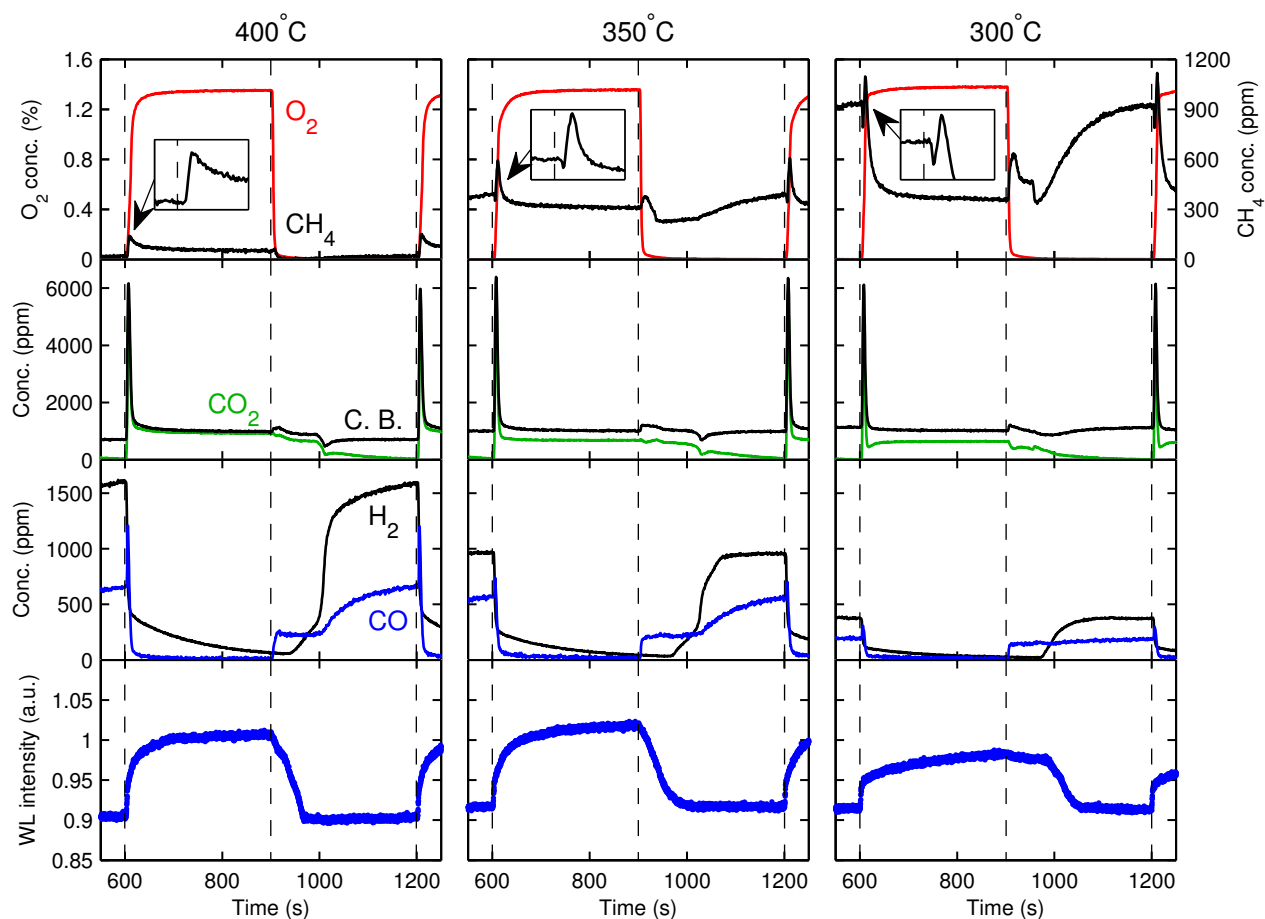 400°C 350°C 300°C
1.6 1200
1.2 900
0.8 600
0.4 300
0 0
O2 conc. (%) CH4 conc. (ppm)
O2
CH4
6000
4000
2000
0
Conc. (ppm)
CO2 C. B.
1500
1000
500
0
Conc. (ppm)
H2
CO
1.05
1
0.95
0.9
0.85
WL intensity (a.u.)
600 800 1000 1200 600 800 1000 1200 600 800 1000 1200
Time (s) Time (s) Time (s)